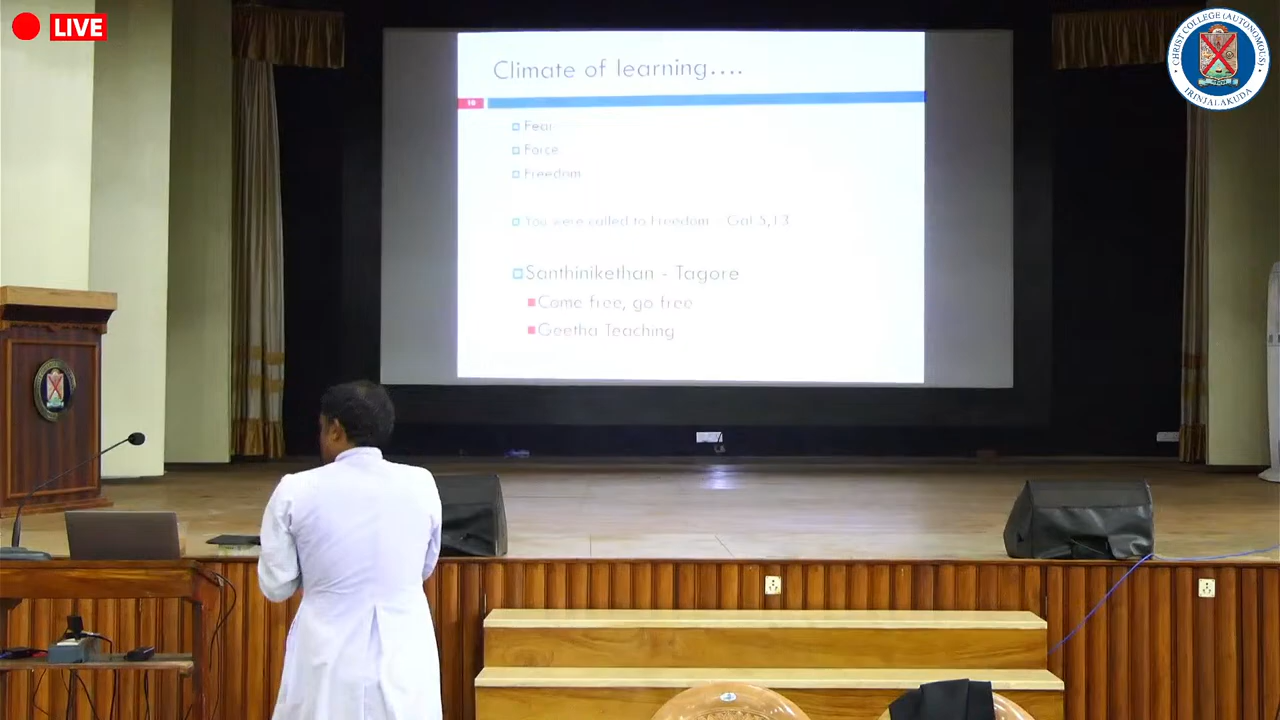 LIVE
CHRIST COLLEGE (AUTONOMOUS)
IRINJALAKUDA
Climate of learning....
10
Fear
Force
Freedom
You were called to Freedom - Gal 5,13
Santhinikethan - Tagore
Come free, go free
Geetha Teaching